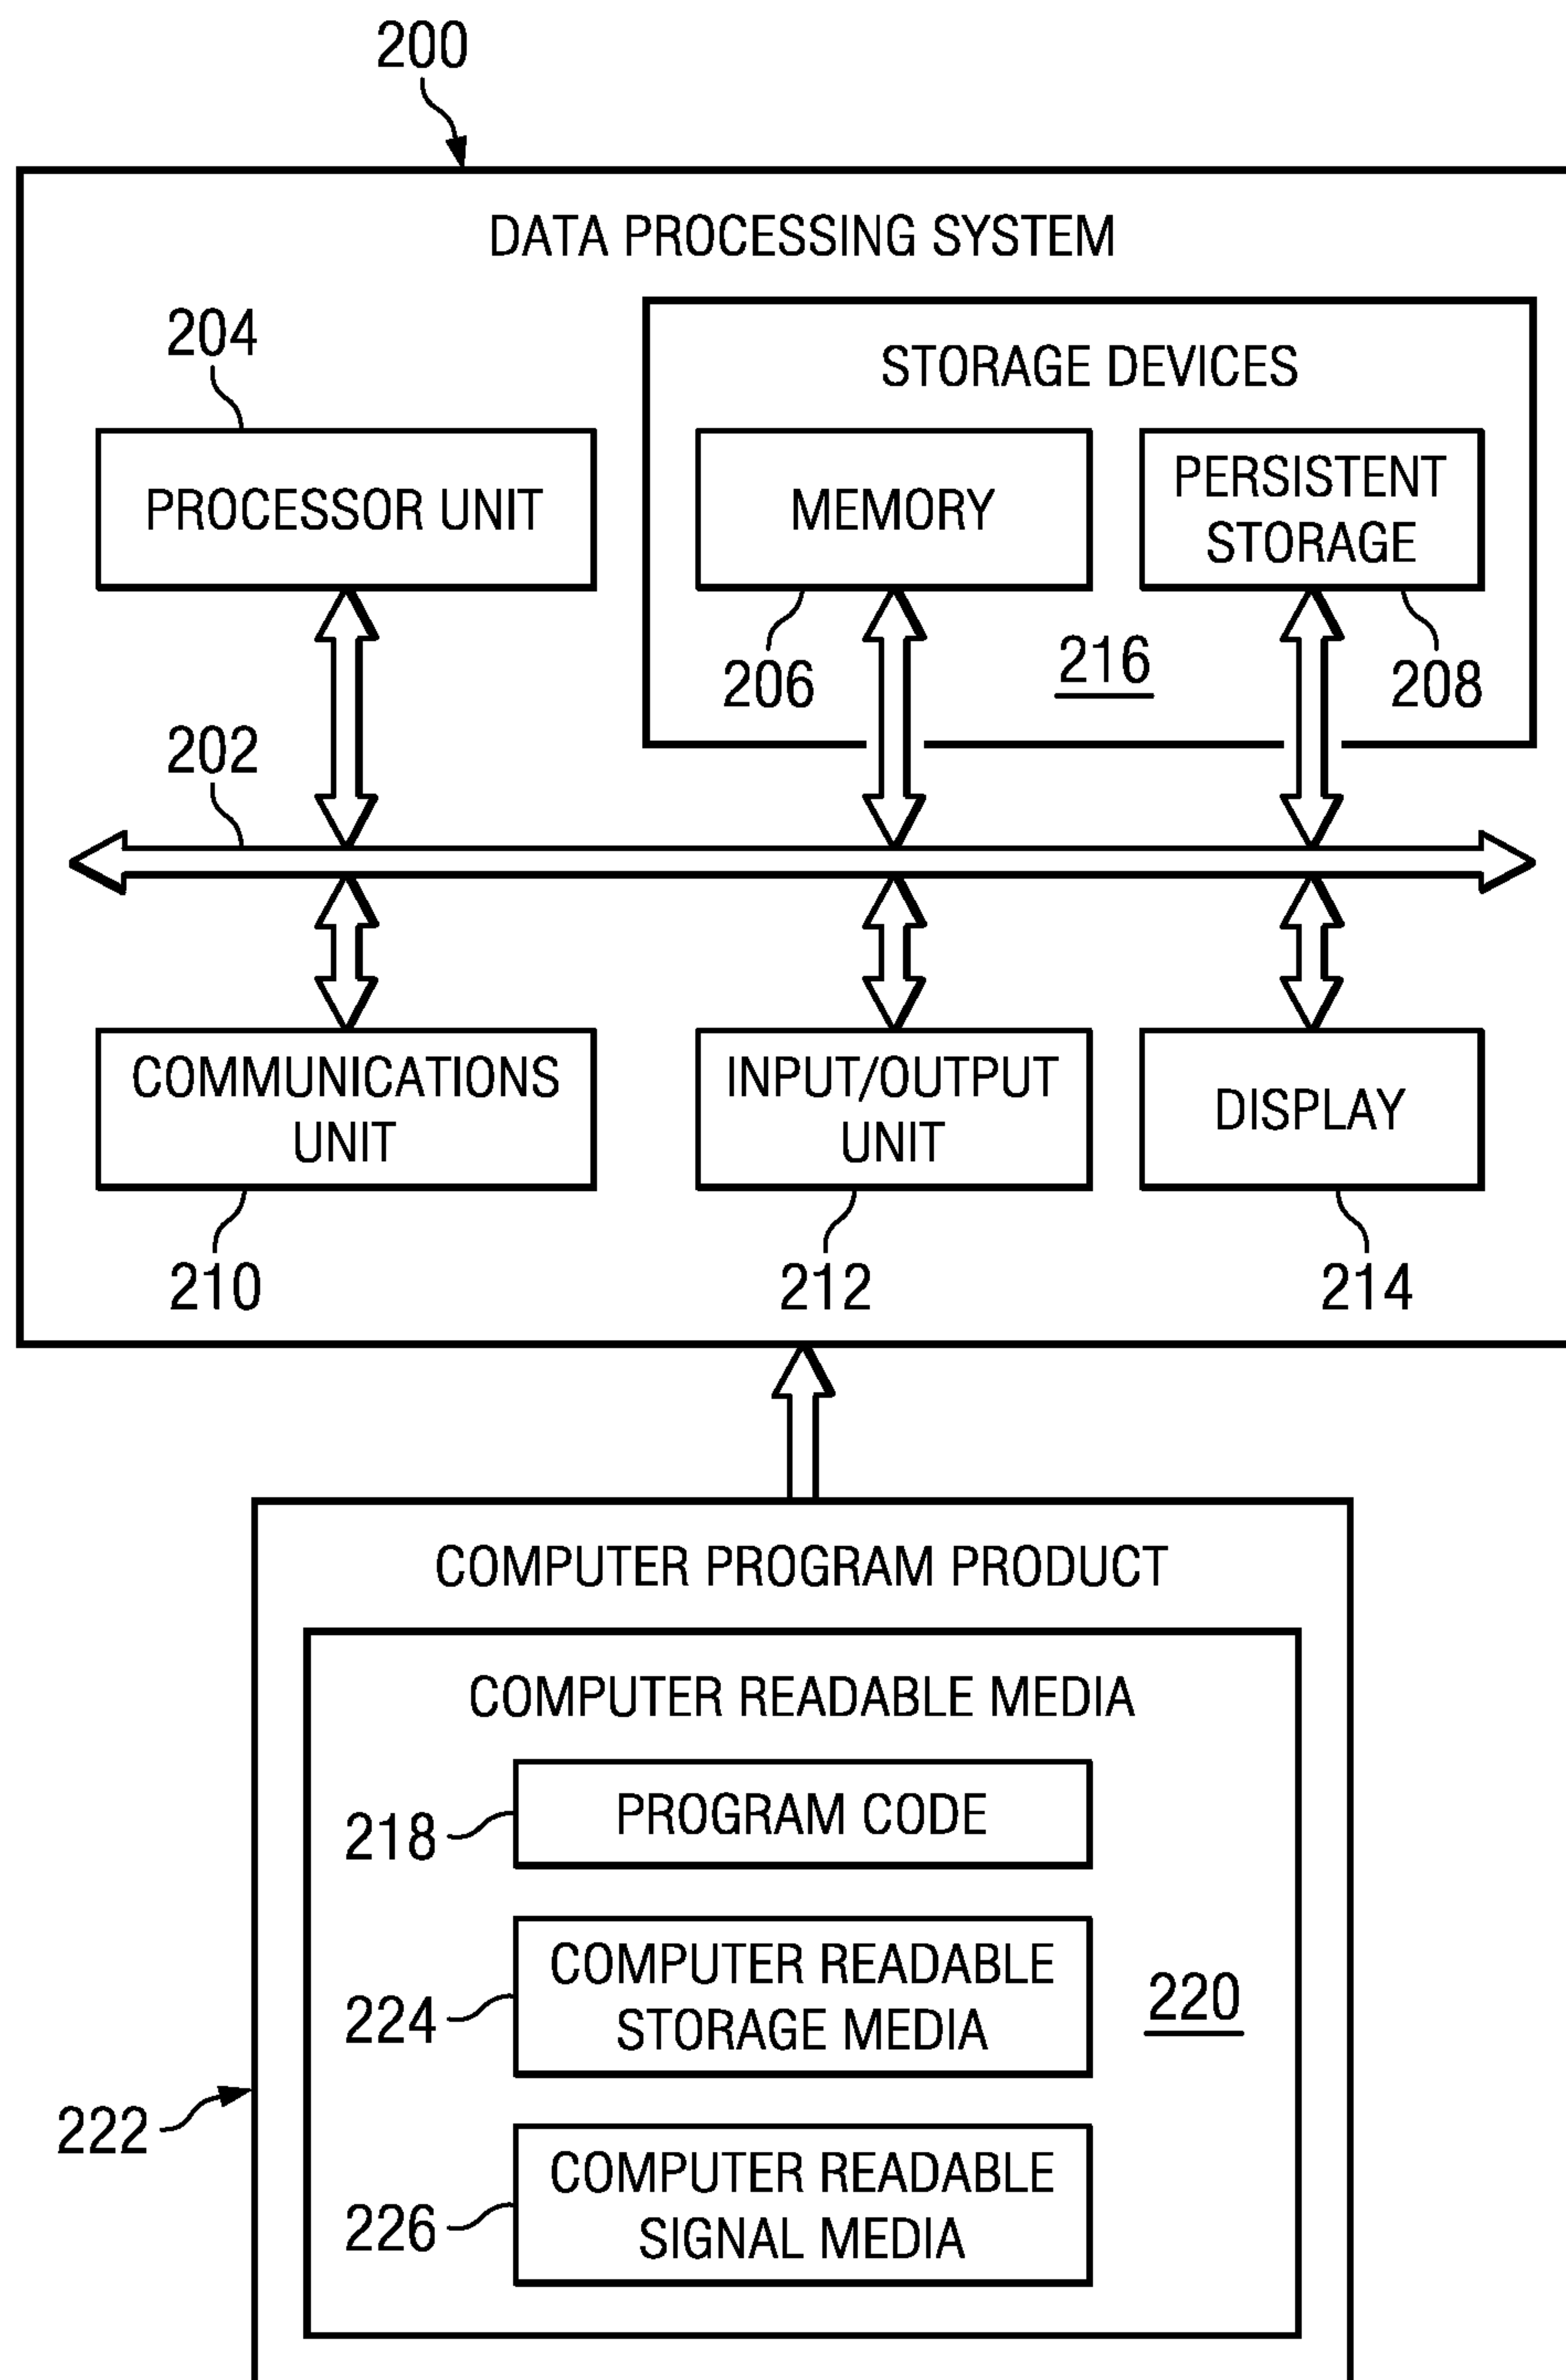 200
DATA PROCESSING SYSTEM
204
STORAGE DEVICES
PROCESSOR UNIT
MEMORY
PERSISTENT
STORAGE
206
216
208
202
COMMUNICATIONS
UNIT
INPUT/OUTPUT
UNIT
DISPLAY
210
212
214
COMPUTER PROGRAM PRODUCT
COMPUTER READABLE MEDIA
218
PROGRAM CODE
224
COMPUTER READABLE
STORAGE MEDIA
220
222
226
COMPUTER READABLE
SIGNAL MEDIA